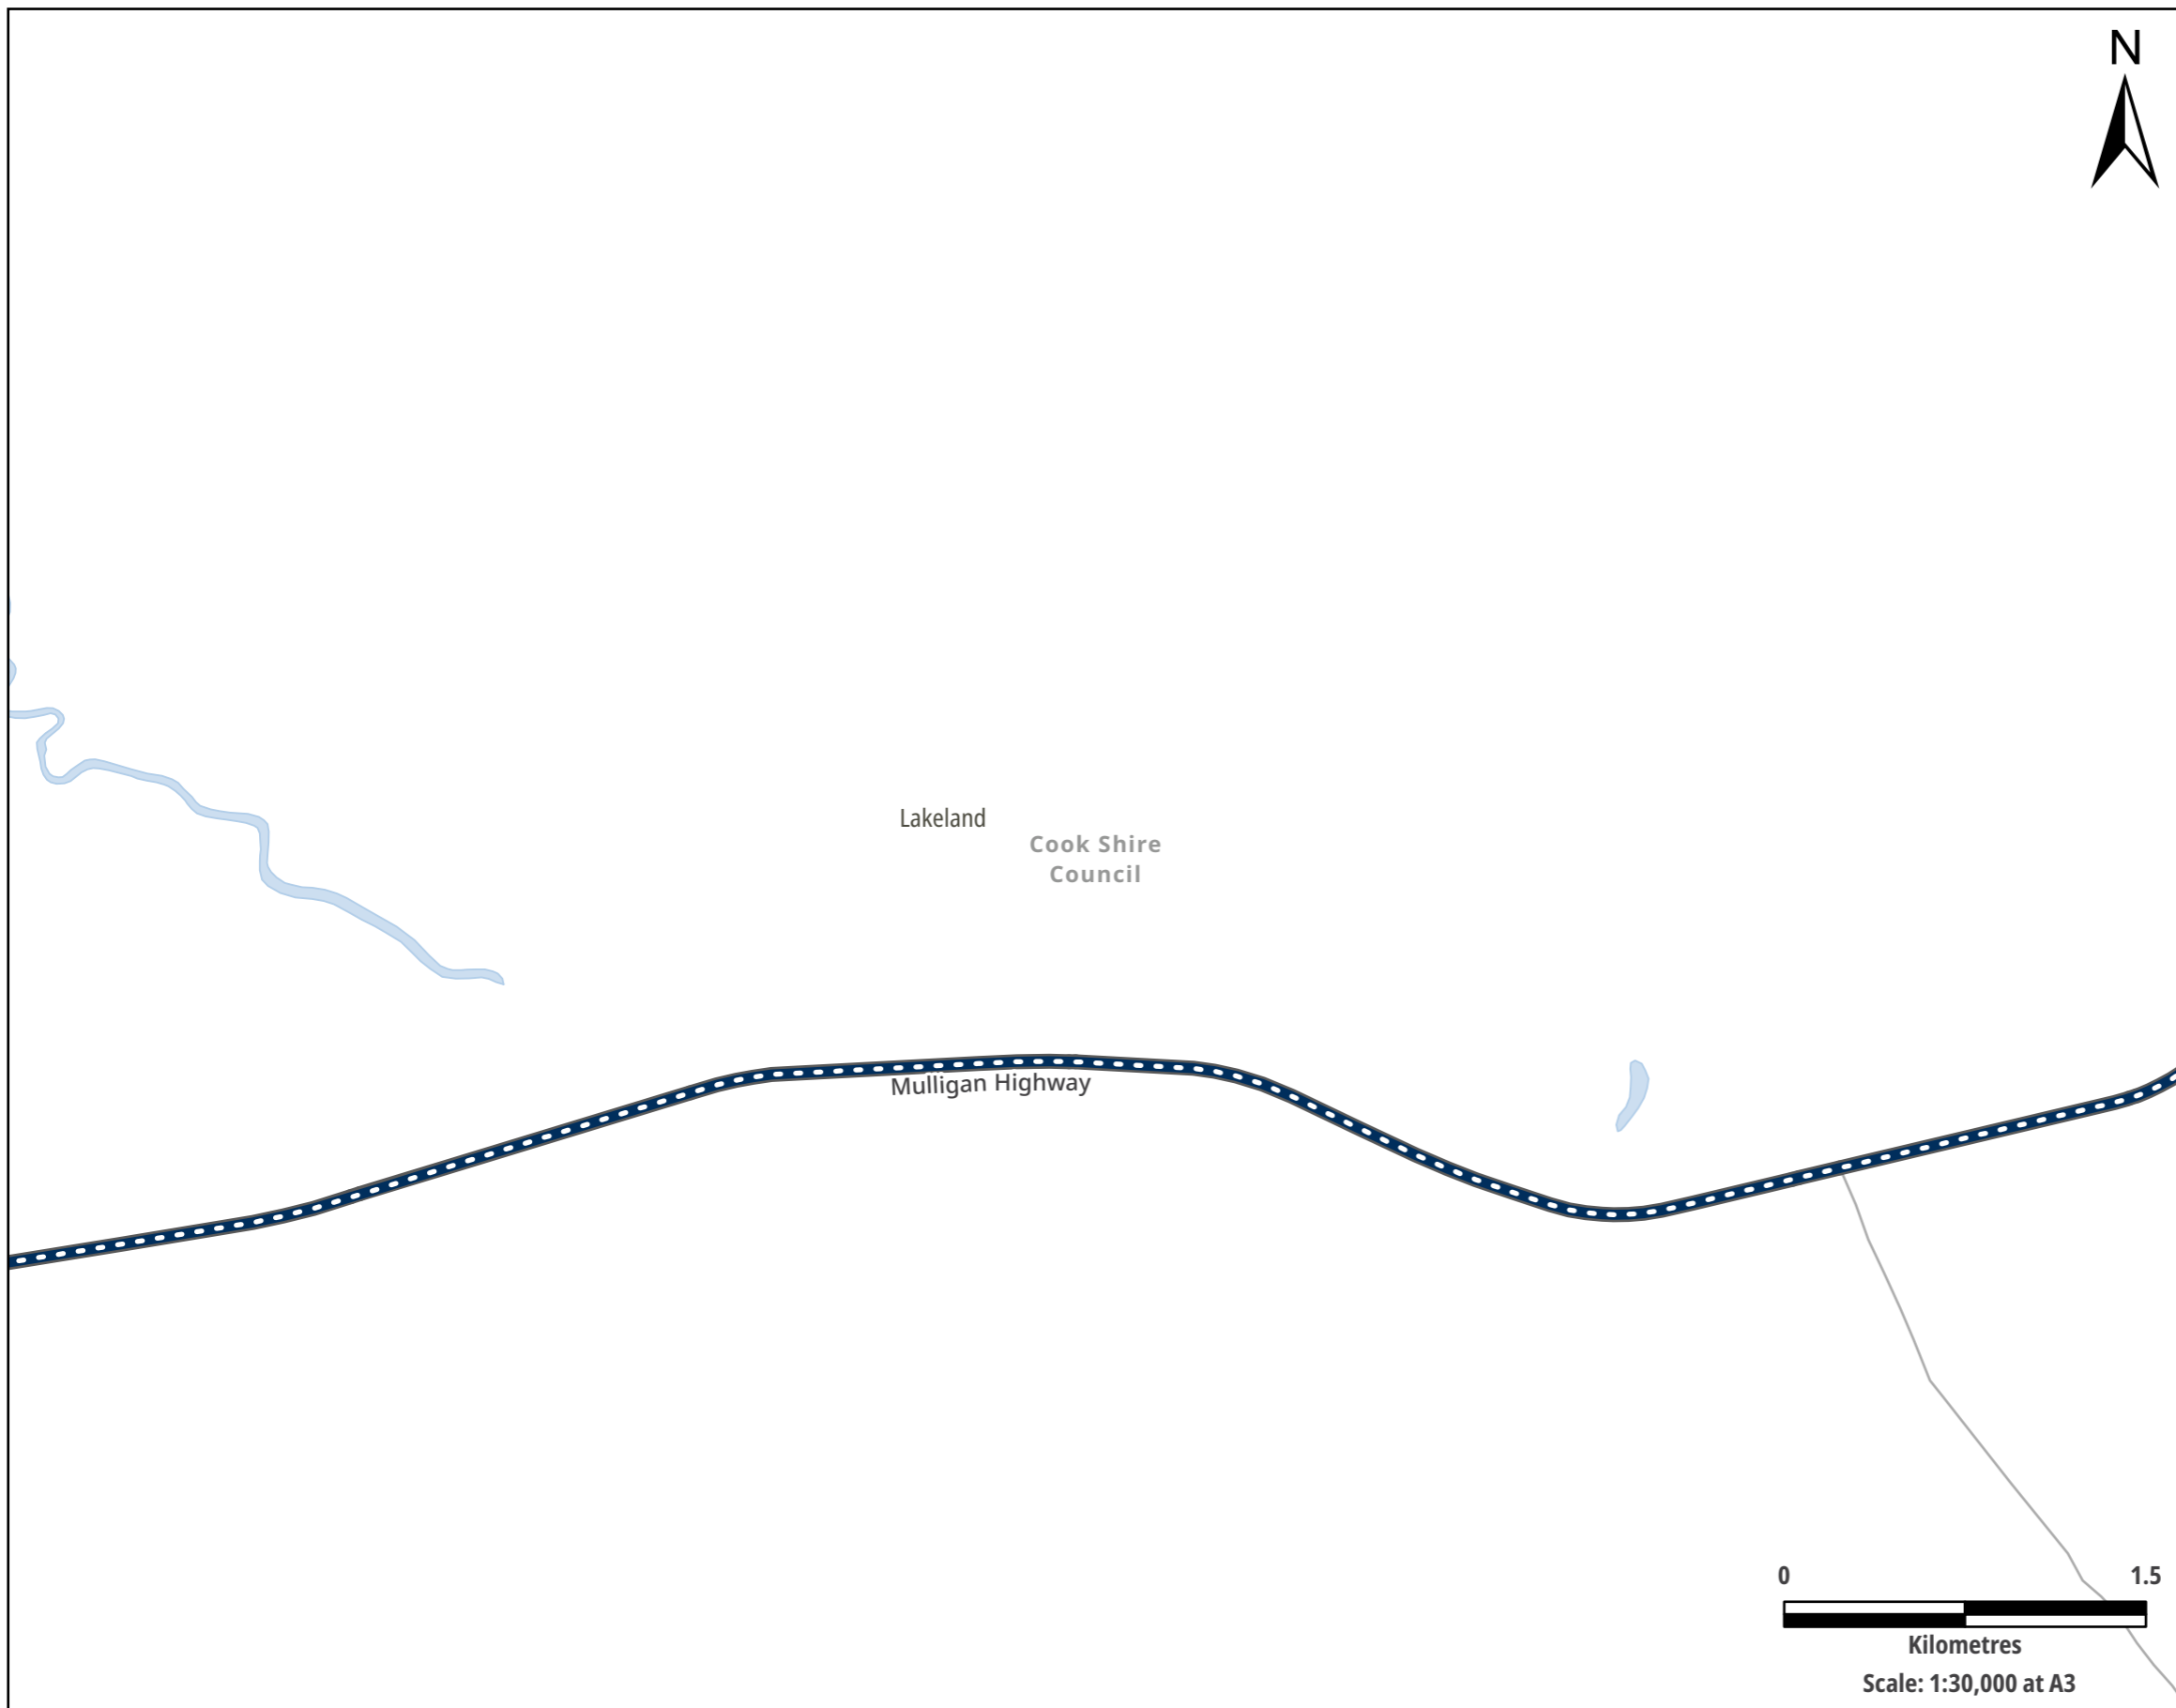 N
Lakeland
Cook Shire
Council
Mulligan Highway
0 1.5
Kilometres
Scale: 1:30,000 at A3